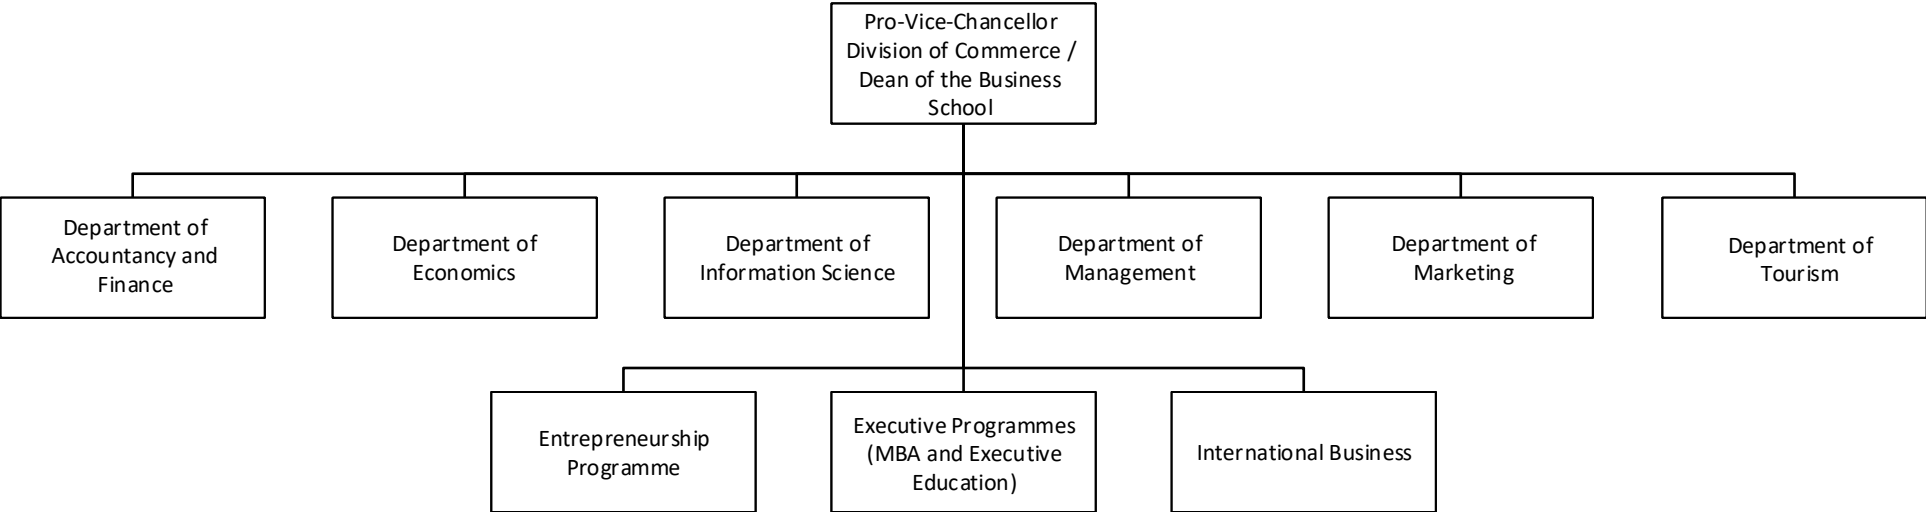 Pro-Vice-Chancellor
Division of Commerce /
Dean of the Business
School
Department of
Accountancy and
Finance
Department of
Economics
Department of
Information Science
Department of
Management
Department of
Marketing
Department of
Tourism
Entrepreneurship
Programme
Executive Programmes
(MBA and Executive
Education)
International Business